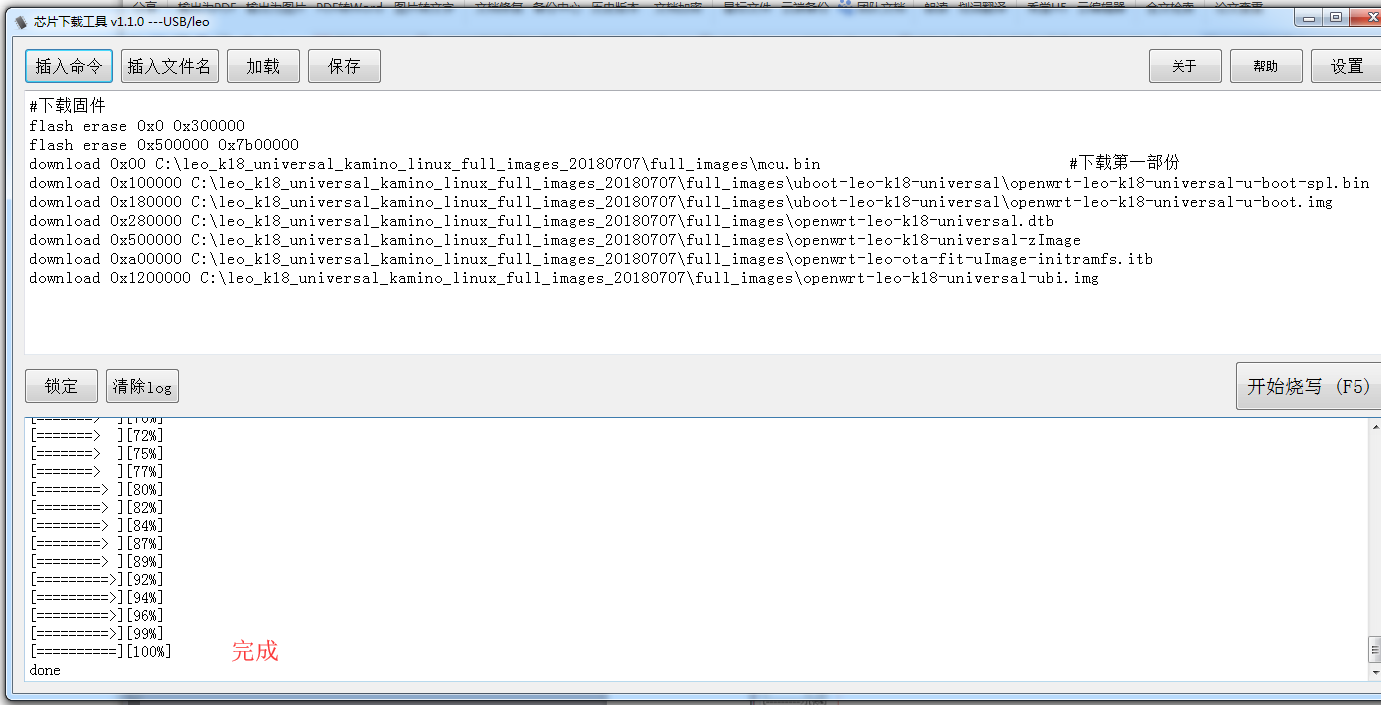 芯片下载工具 v1.1.0 ---USB/leo
插入命令 插入文件名 加载 保存 关于 帮助 设置
#下载固件
flash erase 0x0 0x300000
flash erase 0x500000 0x7b00000
download 0x00 C:\leo_k18_universal_kamino_linux_full_images_20180707\full_images\mcu.bin #下载第一部份
download 0x100000 C:\leo_k18_universal_kamino_linux_full_images_20180707\full_images\uboot-leo-k18-universal\openwrt-leo-k18-universal-u-boot-spl.bin
download 0x180000 C:\leo_k18_universal_kamino_linux_full_images_20180707\full_images\uboot-leo-k18-universal\openwrt-leo-k18-universal-u-boot.img
download 0x280000 C:\leo_k18_universal_kamino_linux_full_images_20180707\full_images\openwrt-leo-k18-universal.dtb
download 0x500000 C:\leo_k18_universal_kamino_linux_full_images_20180707\full_images\openwrt-leo-k18-universal-zImage
download 0xa00000 C:\leo_k18_universal_kamino_linux_full_images_20180707\full_images\openwrt-leo-ota-fit-uImage-initramfs.itb
download 0x1200000 C:\leo_k18_universal_kamino_linux_full_images_20180707\full_images\openwrt-leo-k18-universal-ubi.img
锁定 清除log 开始烧写 (F5)
[=======>  ][72%]
[=======>  ][75%]
[=======>  ][77%]
[========> ][80%]
[========> ][82%]
[========> ][84%]
[========> ][87%]
[========> ][89%]
[=========>][92%]
[=========>][94%]
[=========>][96%]
[=========>][99%]
[==========][100%] 完成
done